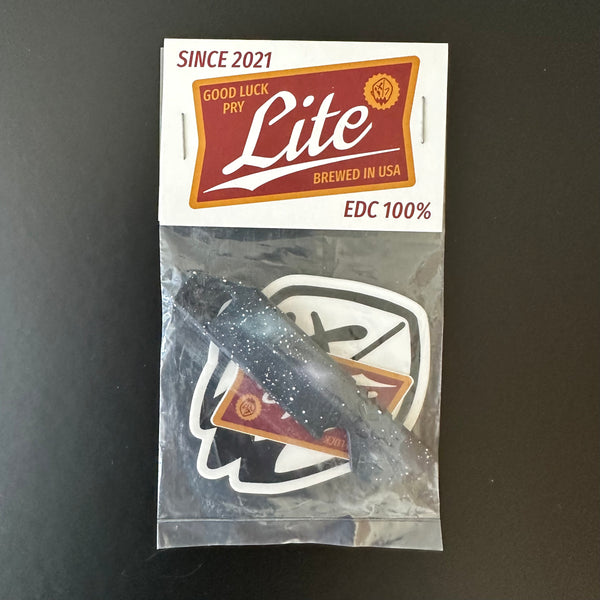 SINCE 2021
GOOD LUCK
PRY
Lite
BREWED IN USA
EDC 100%